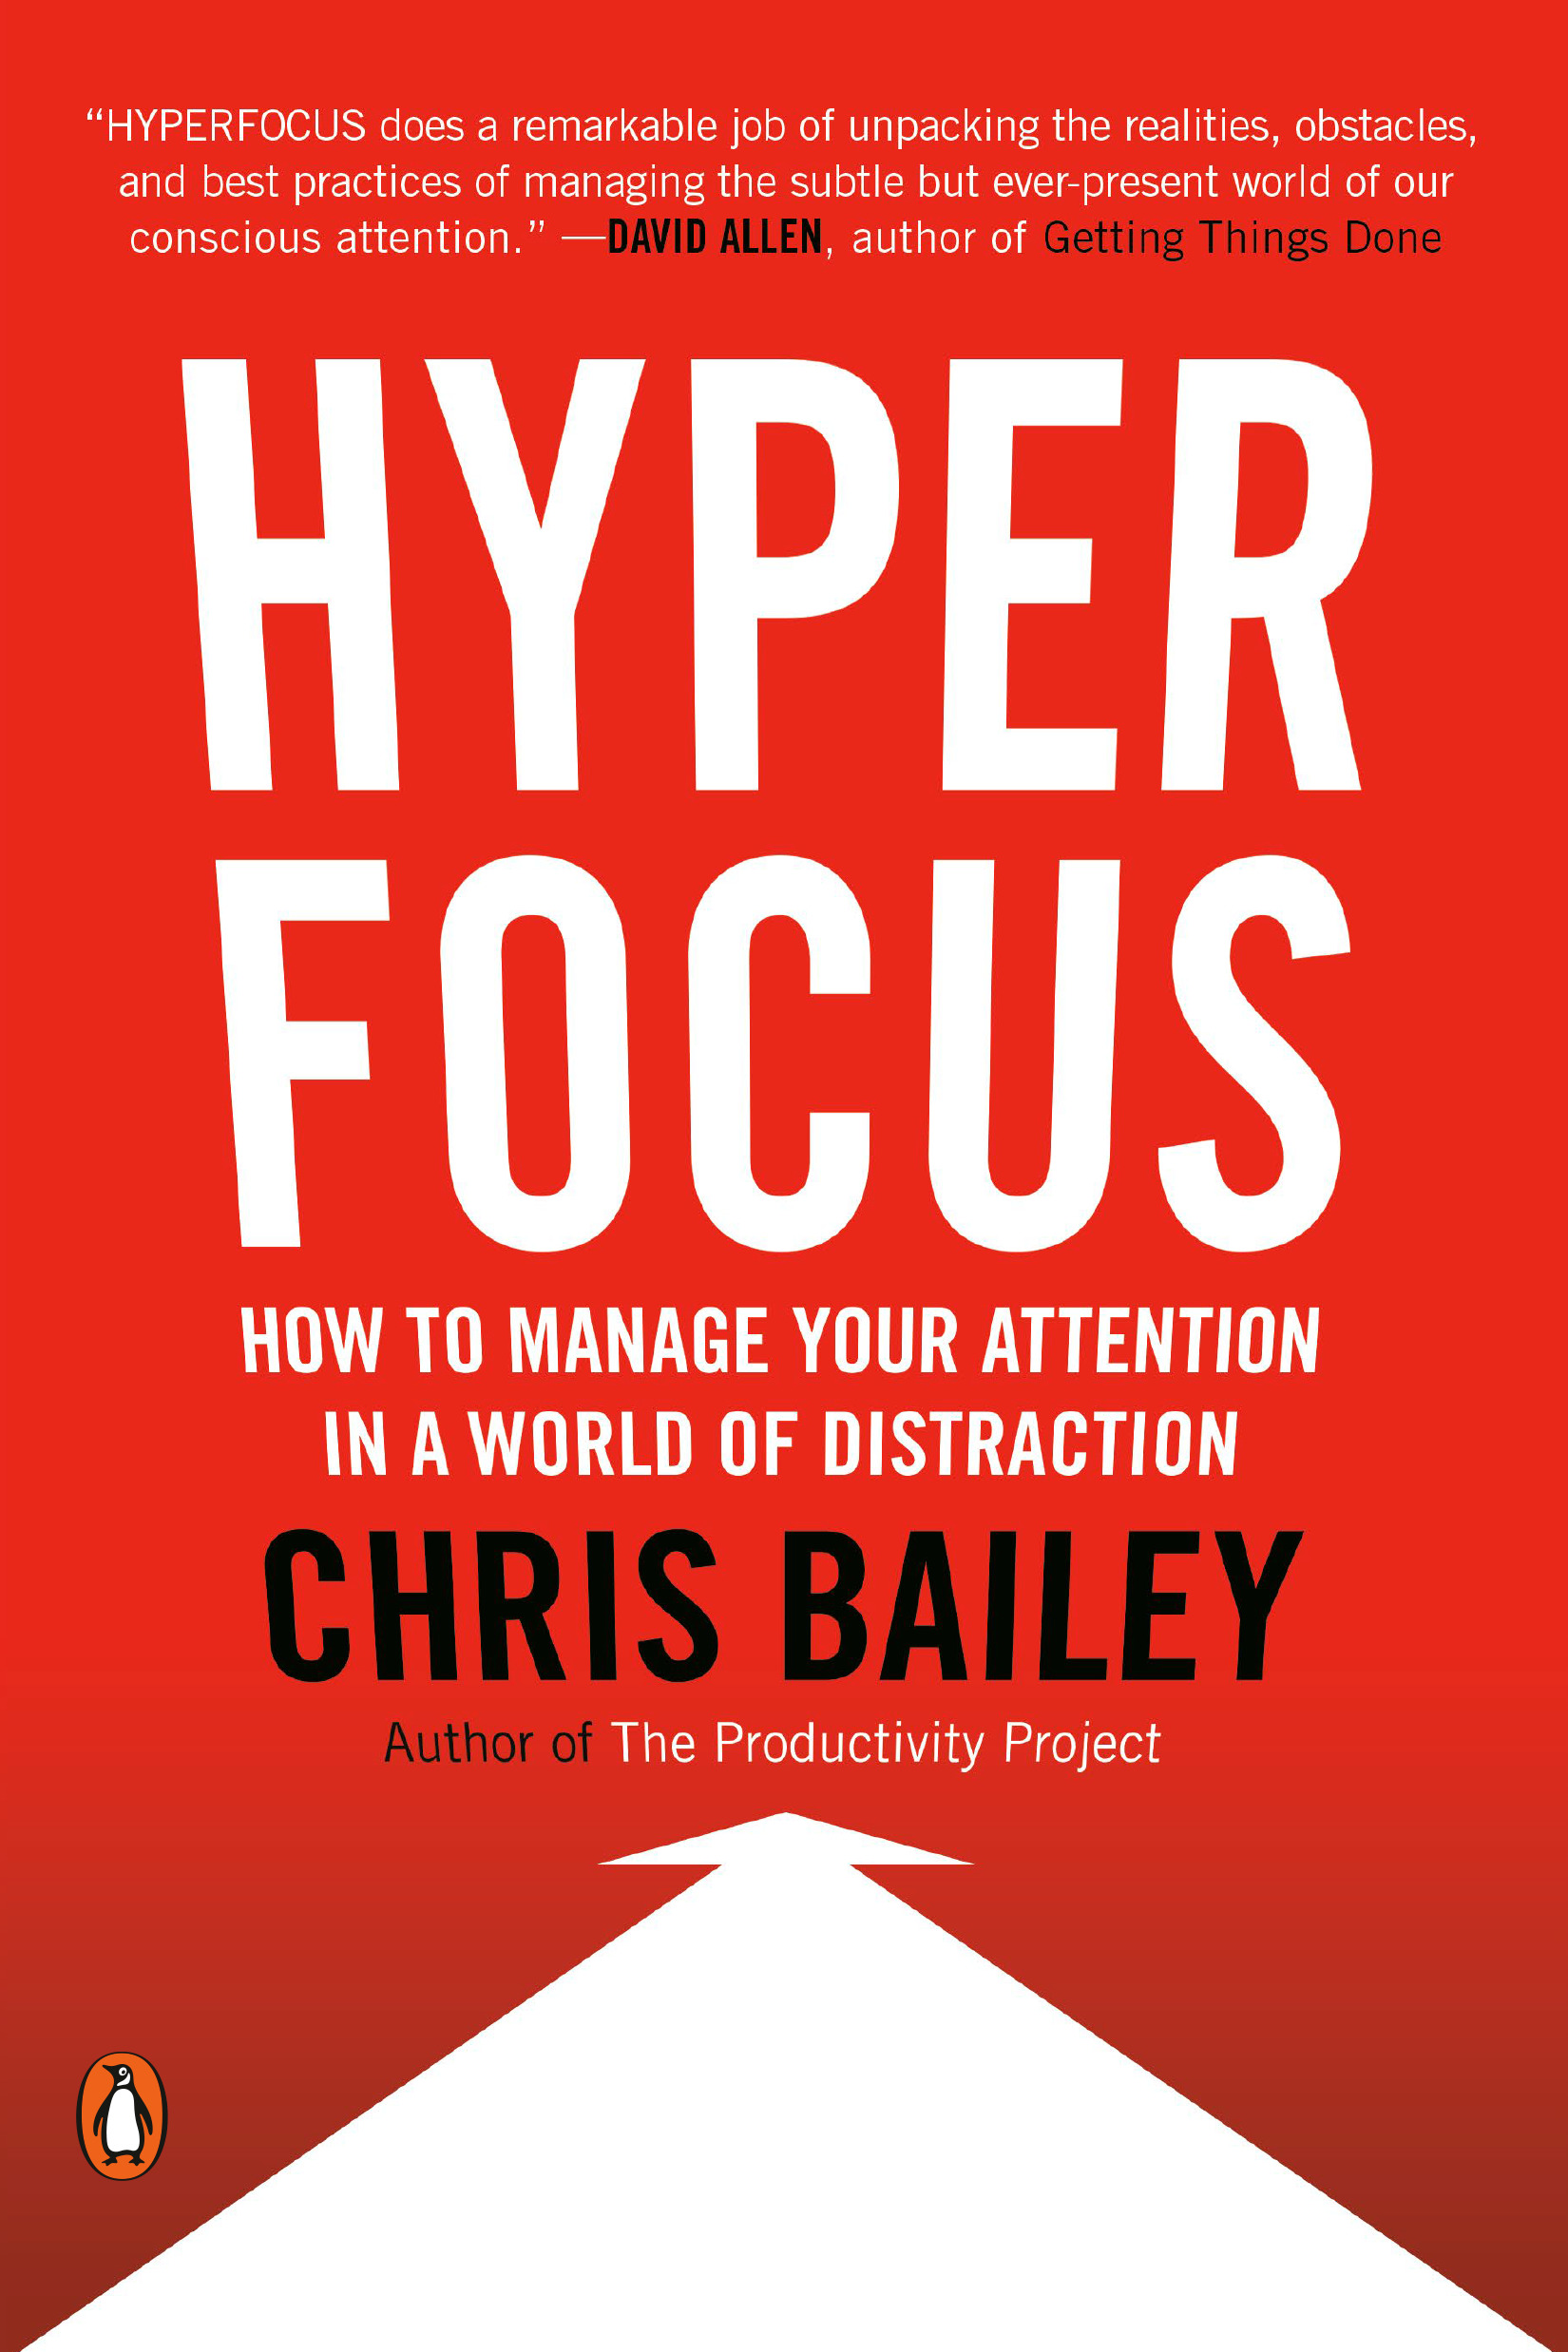 “HYPERFOCUS does a remarkable job of unpacking the realities, obstacles,
and best practices of managing the subtle but ever-present world of our
conscious attention.” —DAVID ALLEN, author of Getting Things Done
HYPER
FOCUS
HOW TO MANAGE YOUR ATTENTION
IN A WORLD OF DISTRACTION
CHRIS BAILEY
Author of The Productivity Project